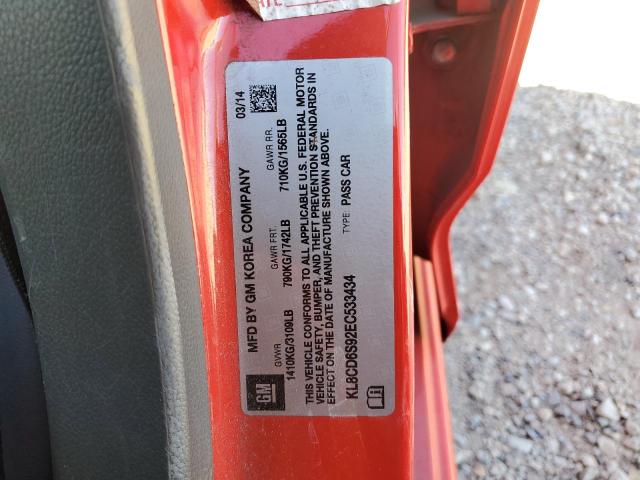 MFD BY GM KOREA COMPANY 03/14
GVWR GAWR FRT. GAWR RR.
1410KG/3109LB 790KG/1742LB 710KG/1565LB
THIS VEHICLE CONFORMS TO ALL APPLICABLE U.S. FEDERAL MOTOR
VEHICLE SAFETY, BUMPER, AND THEFT PREVENTION STANDARDS IN
EFFECT ON THE DATE OF MANUFACTURE SHOWN ABOVE.
KL8CD6S92EC533434 TYPE: PASS CAR
GM